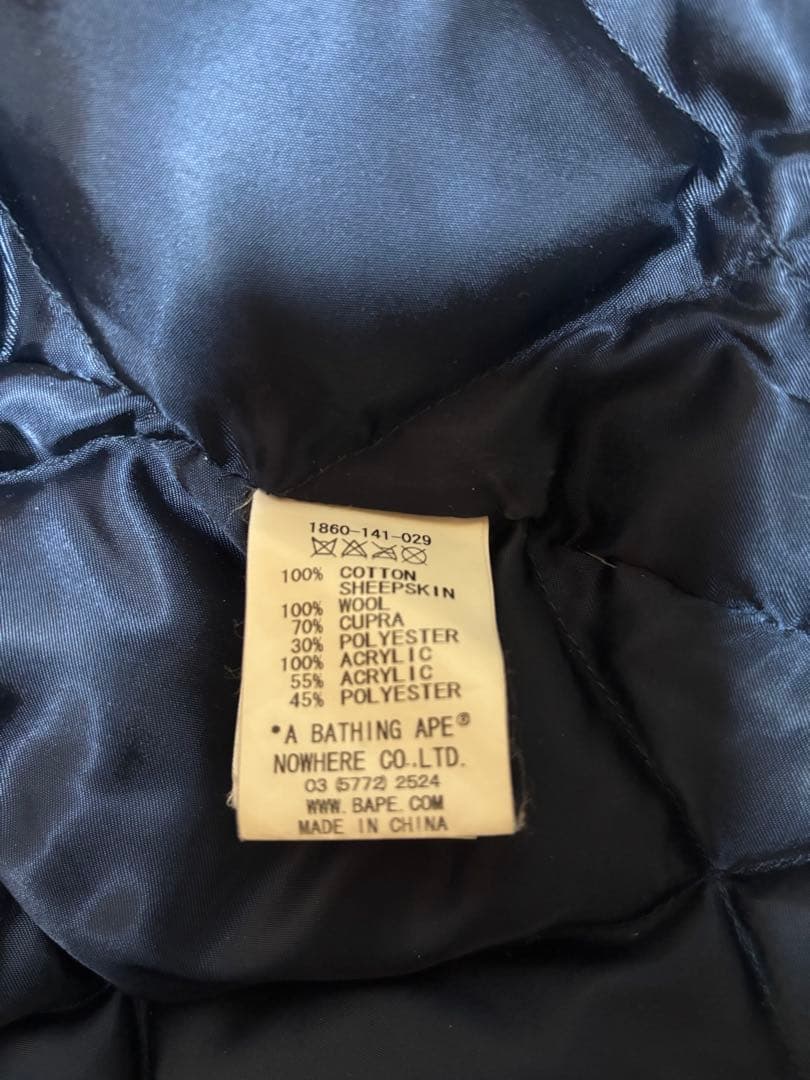 1860-141-029
100% COTTON
SHEEPSKIN
100% WOOL
70% CUPRA
30% POLYESTER
100% ACRYLIC
55% ACRYLIC
45% POLYESTER
*A BATHING APE®
NOWHERE CO.,LTD.
03 (5772) 2524
WWW.BAPE.COM
MADE IN CHINA